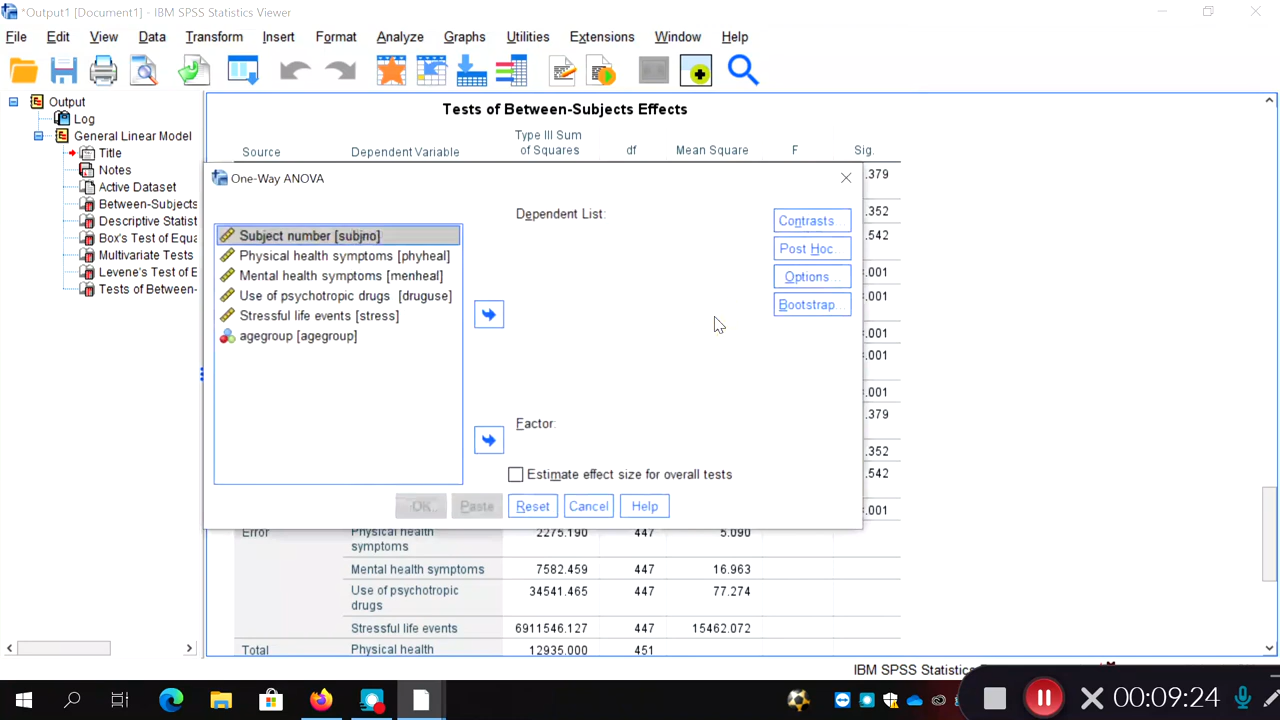 *Output1 [Document1] - IBM SPSS Statistics Viewer
File Edit View Data Transform Insert Format Analyze Graphs Utilities Extensions Window Help
Output
Log
General Linear Model
Title
Notes
Active Dataset
Between-Subjects
Descriptive Statist
Box's Test of Equa
Multivariate Tests
Levene's Test of E
Tests of Between-
Tests of Between-Subjects Effects
Type III Sum
Source Dependent Variable of Squares df Mean Square F Sig.
One-Way ANOVA
Subject number [subjno]
Physical health symptoms [phyheal]
Mental health symptoms [menheal]
Use of psychotropic drugs [druguse]
Stressful life events [stress]
agegroup [agegroup]
Dependent List:
Factor:
Estimate effect size for overall tests
Contrasts...
Post Hoc...
Options...
Bootstrap...
OK Paste Reset Cancel Help
.379
.352
.542
.001
.001
.001
.001
.001
.379
.352
.542
.001
Error Physical health 2275.190 447 5.090
symptoms
Mental health symptoms 7582.459 447 16.963
Use of psychotropic 34541.465 447 77.274
drugs
Stressful life events 6911546.127 447 15462.072
Total Physical health 12935.000 451
IBM SPSS Statistics
00:09:24